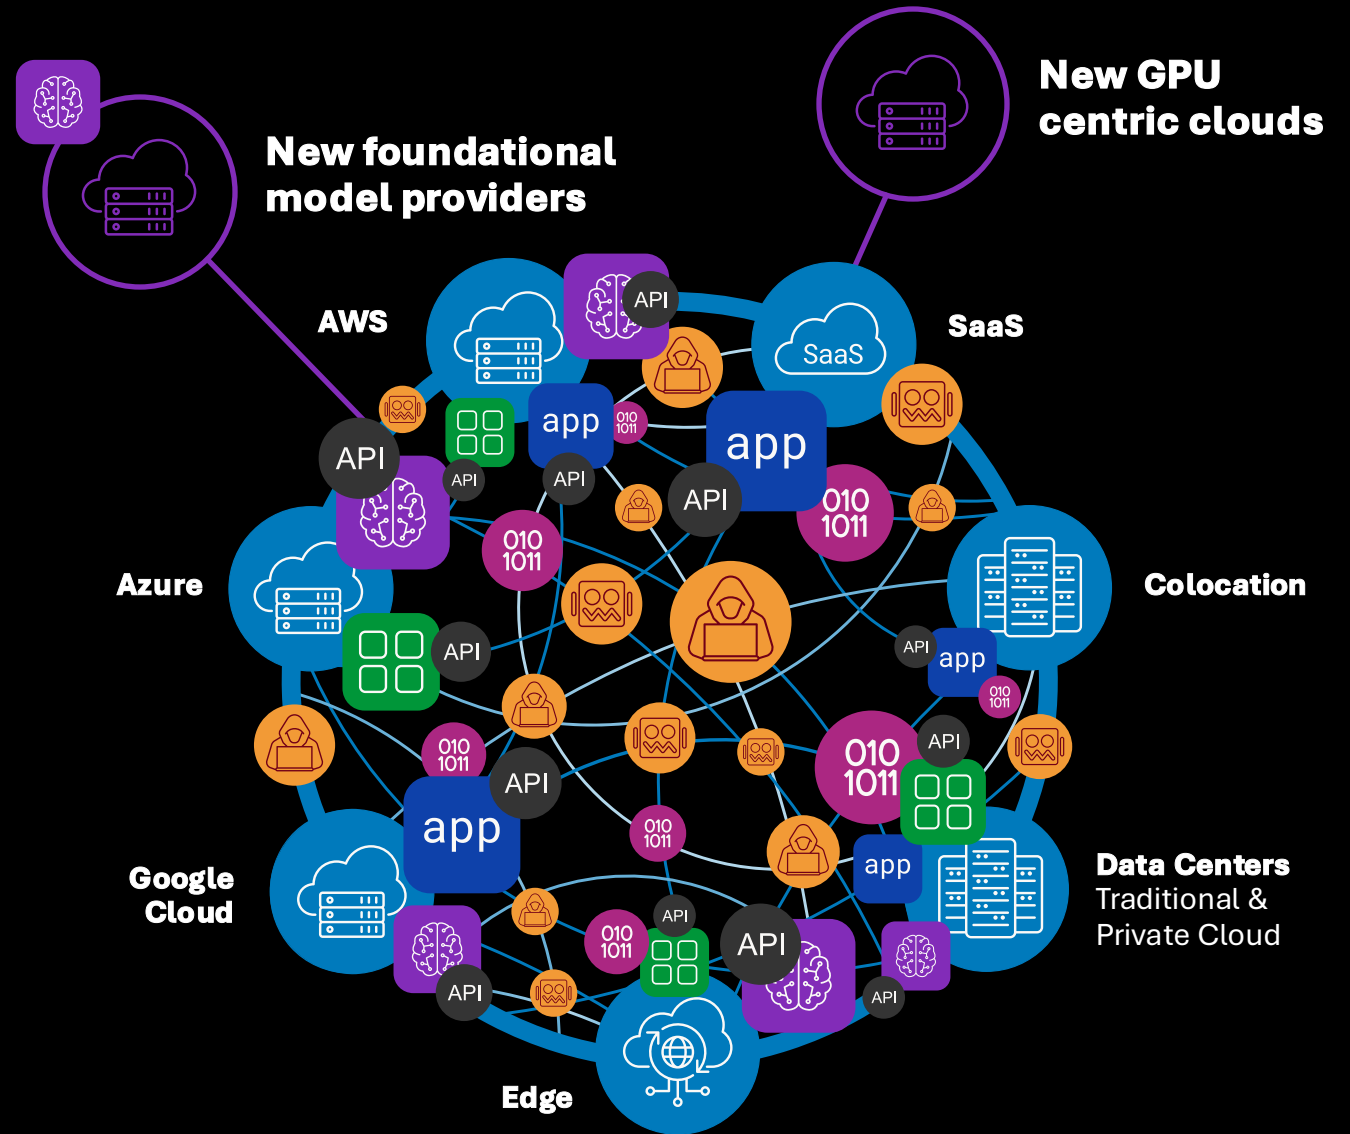 New GPU
centric clouds
New foundational
model providers
API
AWS
SaaS
SaaS
app
010
1011
app
API
API
API
API
010
1011
010
1011
Azure
Colocation
API
API
app
010
1011
010
1011
API
010
1011
API
app
010
1011
app
Google
Cloud
Data Centers
Traditional &
Private Cloud
API
010
1011
API
API
API
Edge